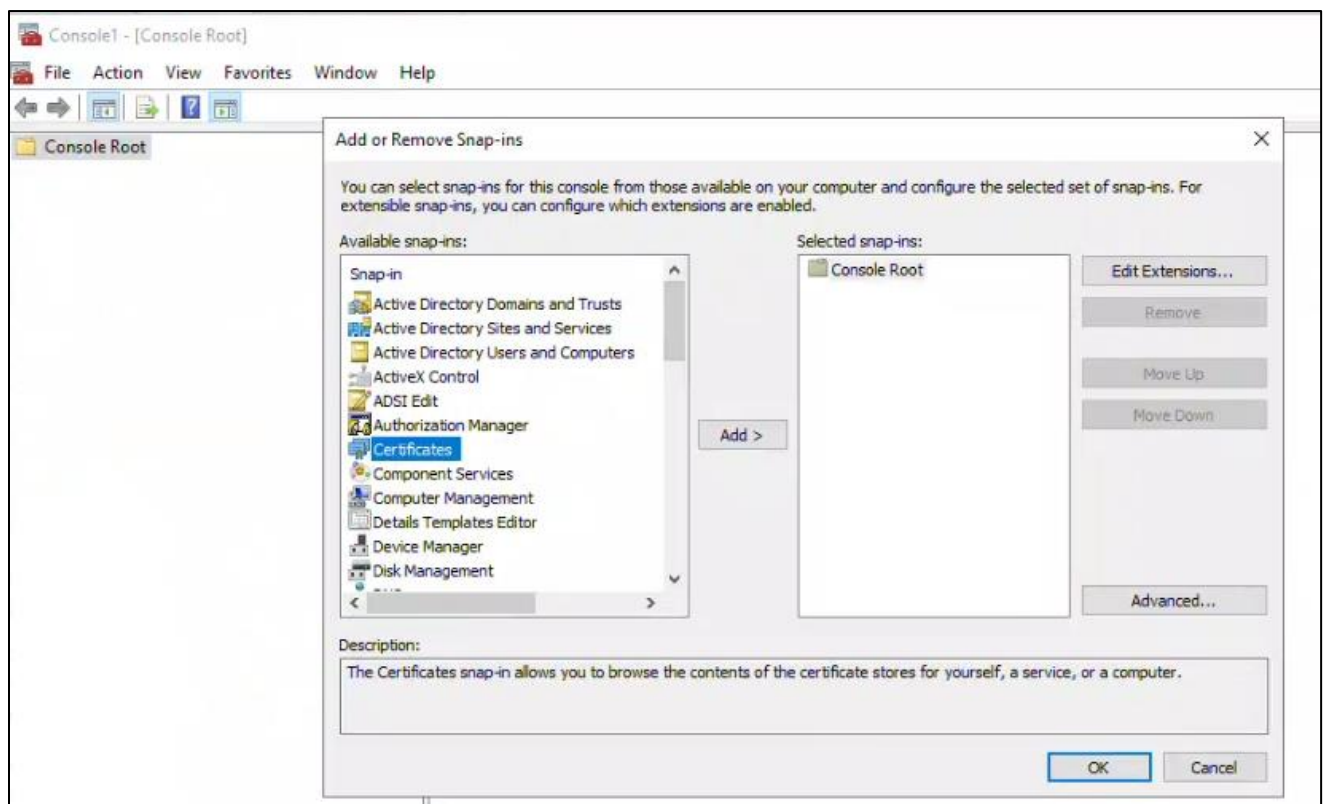 Console1 - [Console Root]
File Action View Favorites Window Help
Console Root
Add or Remove Snap-ins
You can select snap-ins for this console from those available on your computer and configure the selected set of snap-ins. For
extensible snap-ins, you can configure which extensions are enabled.
Available snap-ins:
Snap-in
Active Directory Domains and Trusts
Active Directory Sites and Services
Active Directory Users and Computers
ActiveX Control
ADSI Edit
Authorization Manager
Certificates
Component Services
Computer Management
Details Templates Editor
Device Manager
Disk Management
Add >
Selected snap-ins:
Console Root
Edit Extensions...
Remove
Move Up
Move Down
Advanced...
Description:
The Certificates snap-in allows you to browse the contents of the certificate stores for yourself, a service, or a computer.
OK Cancel